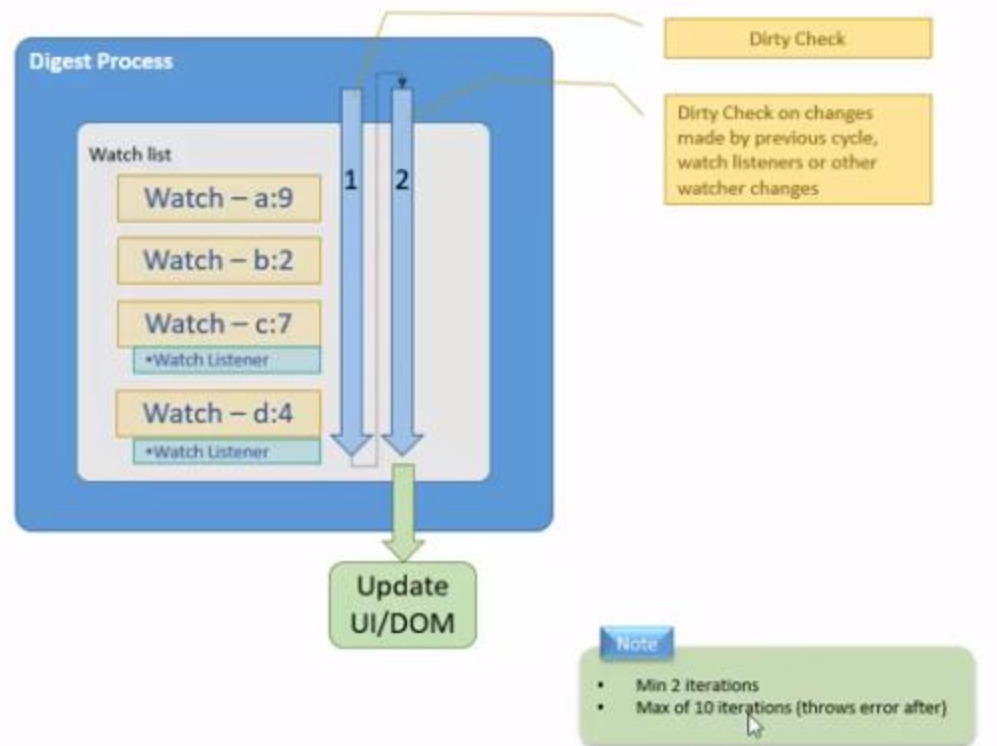 Dirty Check
Digest Process
Dirty Check on changes
made by previous cycle,
watch listeners or other
watcher changes
Watch list
1
2
Watch – a:9
Watch – b:2
Watch – c:7
•Watch Listener
Watch – d:4
•Watch Listener
Update
UI/DOM
Note
• Min 2 iterations
• Max of 10 iterations (throws error after)